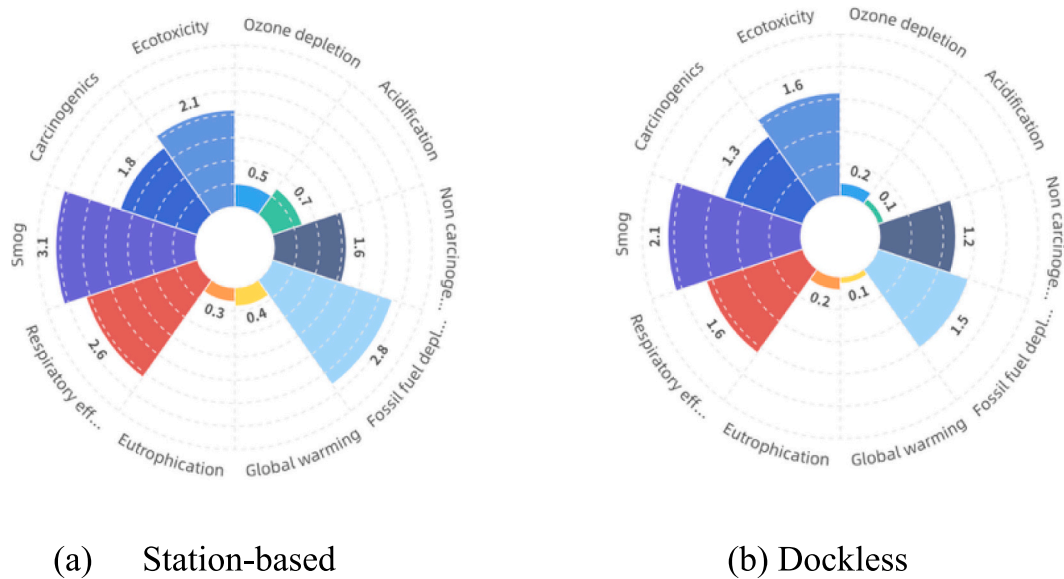 Ozone depletion
Acidification
Non carcinoge...
Fossil fuel depl...
Global warming
Eutrophication
Respiratory eff...
Smog
Carcinogenics
Ecotoxicity
0.5
0.7
1.6
2.8
0.4
0.3
2.6
3.1
1.8
2.1
(a) Station-based
Ozone depletion
Acidification
Non carcinoge...
Fossil fuel depl...
Global warming
Eutrophication
Respiratory eff...
Smog
Carcinogenics
Ecotoxicity
0.2
0.1
1.2
1.5
0.1
0.2
1.6
2.1
1.3
1.6
(b) Dockless